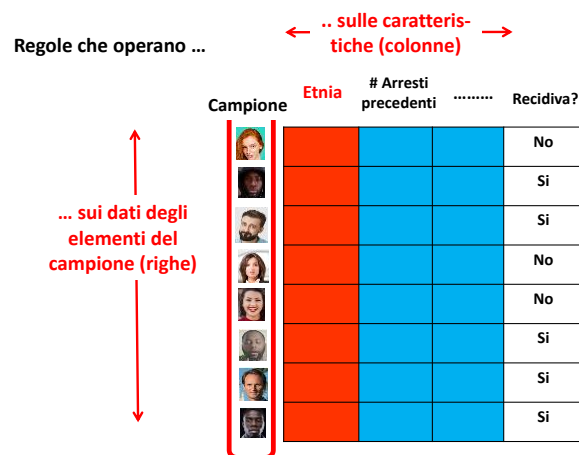 .. sulle caratteris-
tiche (colonne)
Regole che operano ...
Campione
Etnia
# Arresti
precedenti
.........
Recidiva?
No
Si
Si
... sui dati degli
elementi del
campione (righe)
No
No
Si
Si
Si